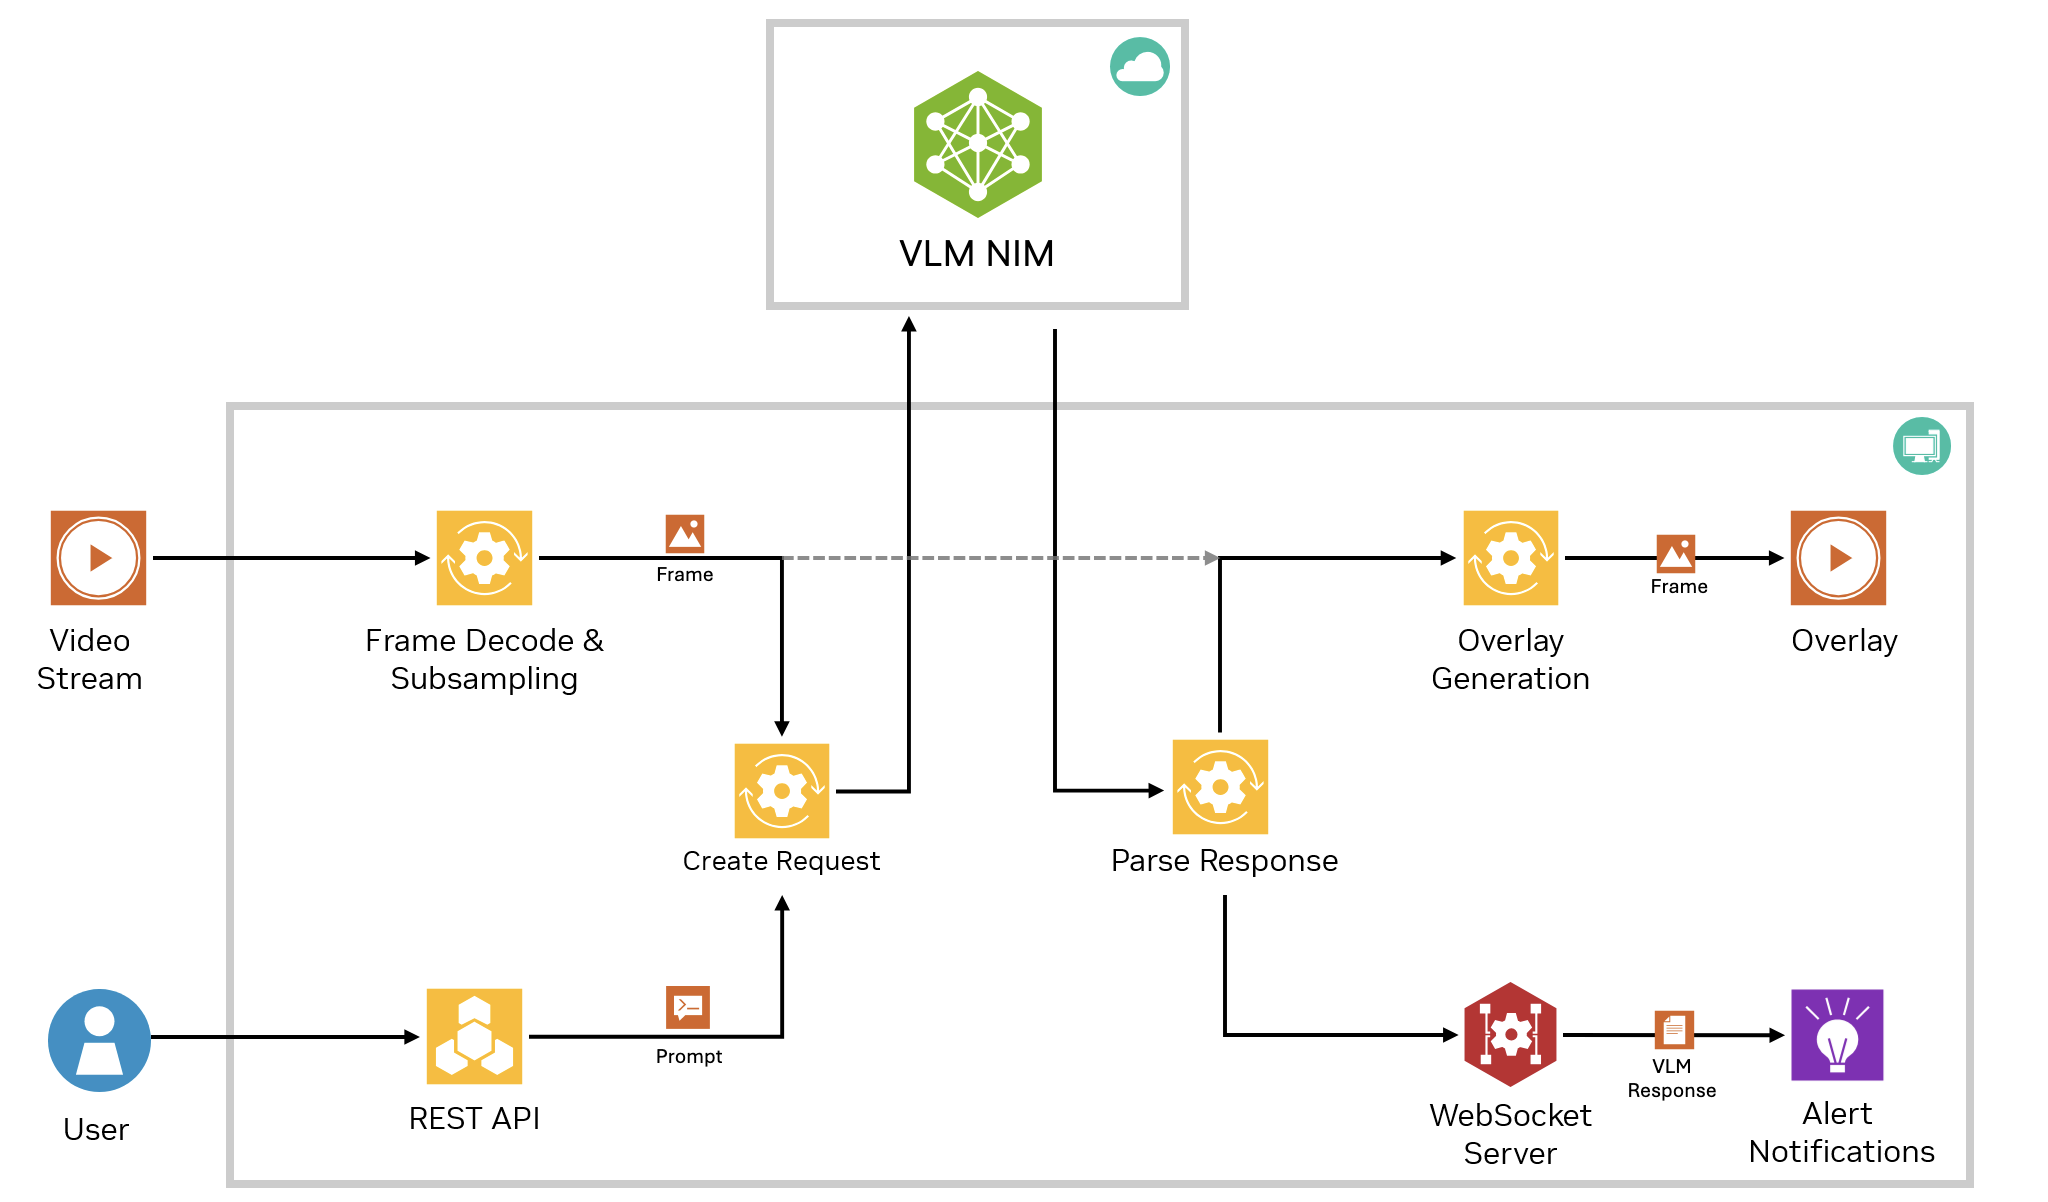 VLM NIM
Video
Stream
Frame Decode &
Subsampling
Frame
Overlay
Generation
Frame
Overlay
Create Request
Parse Response
User
REST API
Prompt
WebSocket
Server
VLM
Response
Alert
Notifications